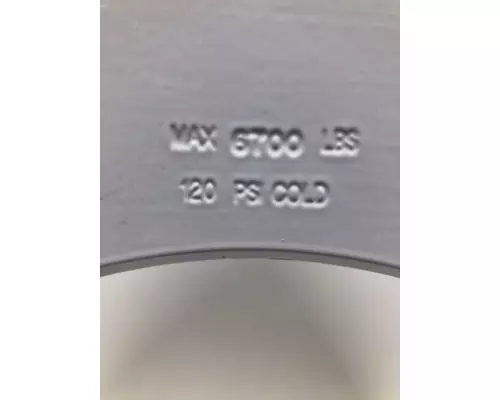 MAX 6700 LBS
120 PSI COLD